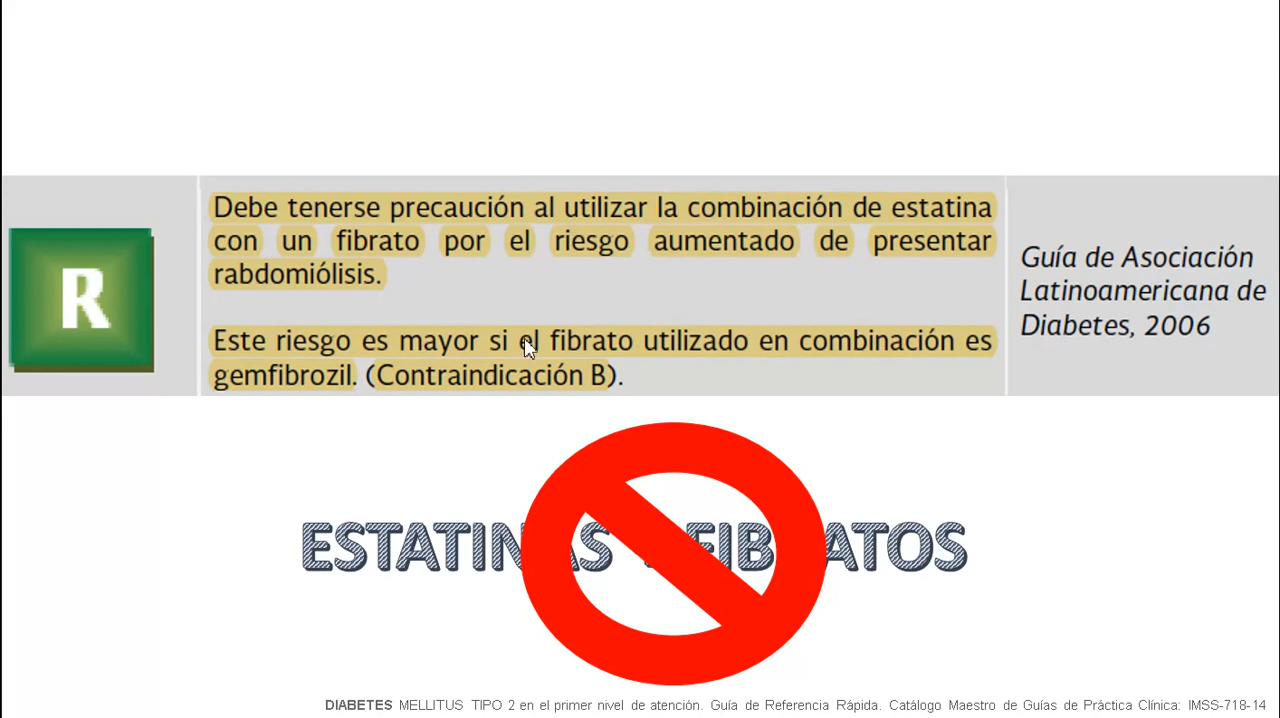 Debe tenerse precaución al utilizar la combinación de estatina
con un fibrato por el riesgo aumentado de presentar
rabdomiólisis.
Este riesgo es mayor si el fibrato utilizado en combinación es
gemfibrozil. (Contraindicación B).
R
Guía de Asociación
Latinoamericana de
Diabetes, 2006
ESTATINAS FIBRATOS
DIABETES MELLITUS TIPO 2 en el primer nivel de atención. Guía de Referencia Rápida. Catálogo Maestro de Guías de Práctica Clínica: IMSS-718-14